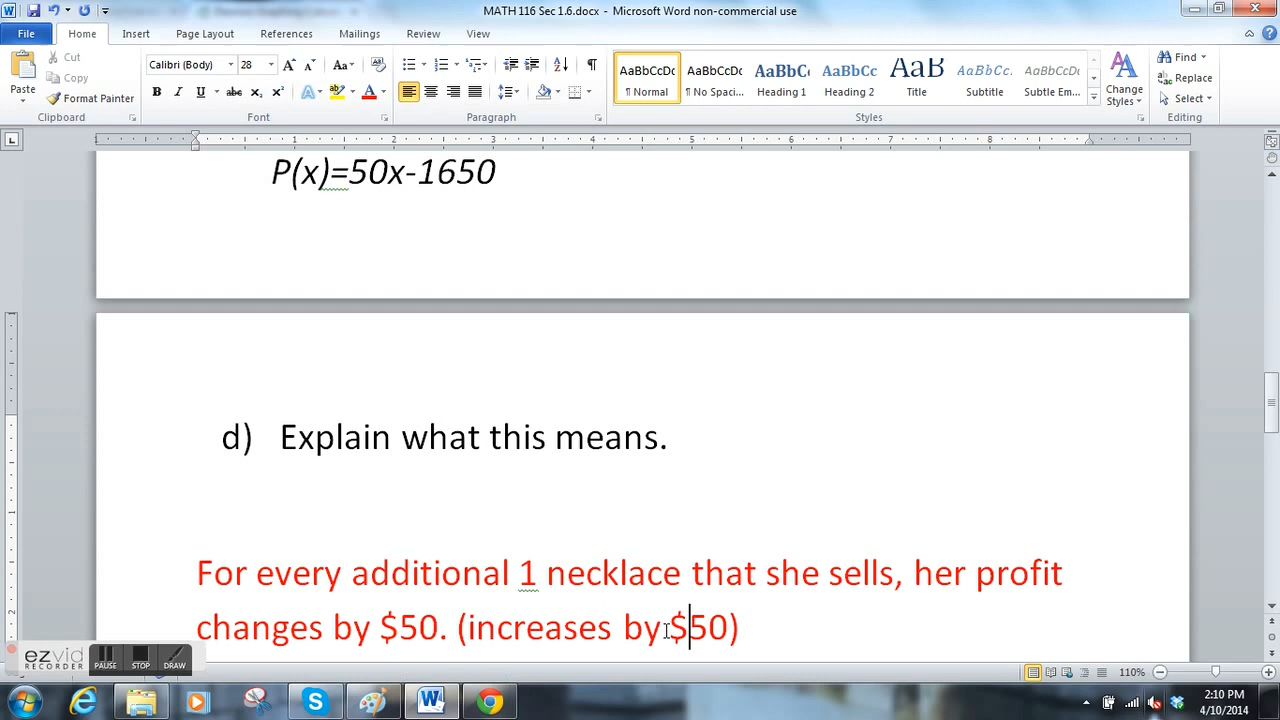 MATH 116 Sec 1.6.docx - Microsoft Word non-commercial use
File Home Insert Page Layout References Mailings Review View
Cut
Copy
Format Painter
Paste
Clipboard
Calibri (Body) 28
Font
Paragraph
AaBbCcDc AaBbCcDc AaBbCc AaBbCc AaB AaBbCc. AaBbCcDc
¶ Normal ¶ No Spaci... Heading 1 Heading 2 Title Subtitle Subtle Em...
Change Styles
Styles
Find
Replace
Select
Editing
P(x)=50x-1650
d) Explain what this means.
For every additional 1 necklace that she sells, her profit
changes by $50. (increases by $50)
ezvid
RECORDER
PAUSE STOP DRAW
110%
2:10 PM
4/10/2014